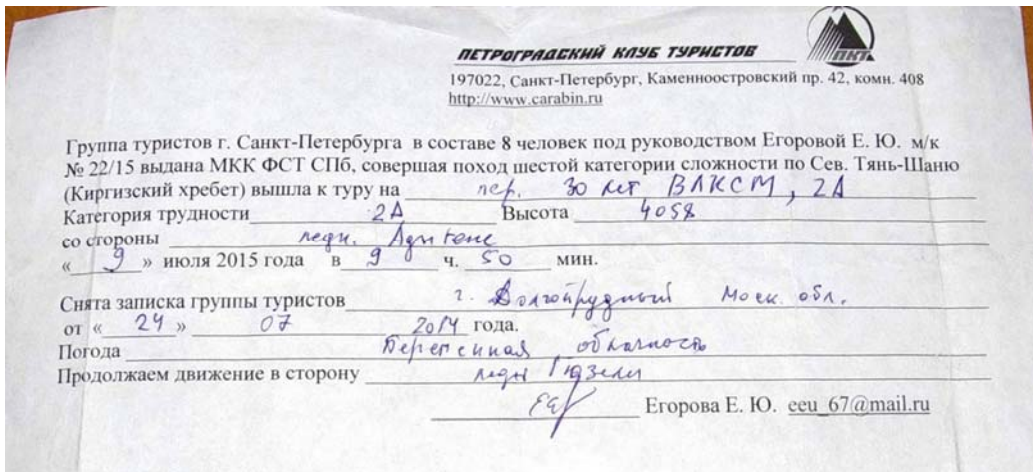 ПЕТРОГРАДСКИЙ КЛУБ ТУРИСТОВ
ПКТ
197022, Санкт-Петербург, Каменноостровский пр. 42, комн. 408
http://www.carabin.ru
Группа туристов г. Санкт-Петербурга в составе 8 человек под руководством Егоровой Е. Ю. м/к
№ 22/15 выдана МКК ФСТ СПб, совершая поход шестой категории сложности по Сев. Тянь-Шаню
(Киргизский хребет) вышла к туру на пер. 30 лет ВЛКСМ, 2А
Категория трудности 2А Высота 4058
со стороны ледн.
« 9 » июля 2015 года в 9 ч. 50 мин.
Снята записка группы туристов г. Долгопрудный Моск. обл.
от « 24 » 07 2014 года.
Погода Переменная облачность
Продолжаем движение в сторону ледн Тюзели
Егорова Е. Ю. eeu_67@mail.ru